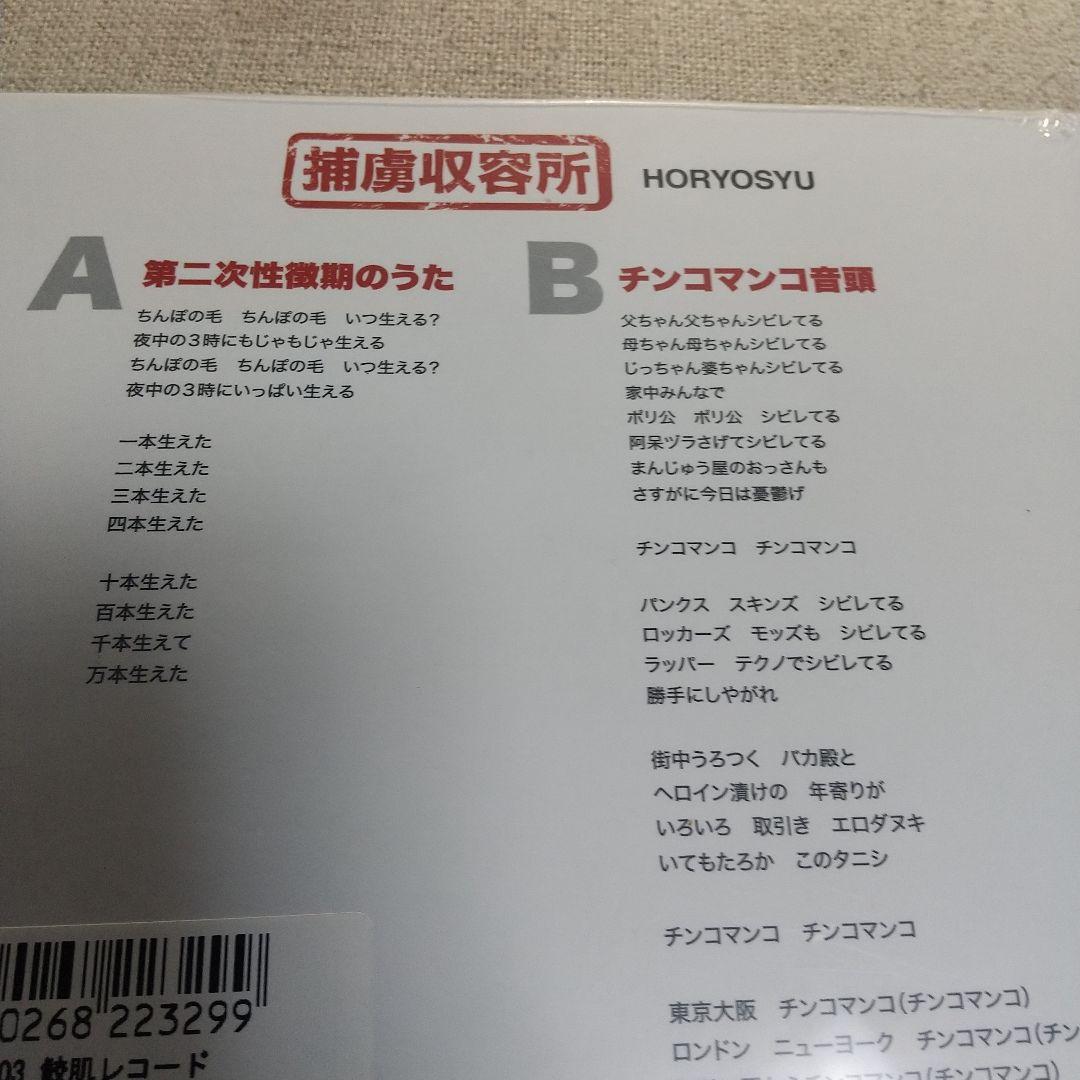 捕虜収容所 HORYOSYU
A 第二次性徴期のうた
ちんぽの毛　ちんぽの毛　いつ生える?
夜中の3時にもじゃもじゃ生える
ちんぽの毛　ちんぽの毛　いつ生える?
夜中の3時にいっぱい生える
一本生えた
二本生えた
三本生えた
四本生えた
十本生えた
百本生えた
千本生えて
万本生えた
B チンコマンコ音頭
父ちゃん父ちゃんシビレてる
母ちゃん母ちゃんシビレてる
じっちゃん婆ちゃんシビレてる
家中みんなで
ポリ公　ポリ公　シビレてる
阿呆ヅラさげてシビレてる
まんじゅう屋のおっさんも
さすがに今日は憂鬱げ
チンコマンコ　チンコマンコ
パンクス　スキンズ　シビレてる
ロッカーズ　モッズも　シビレてる
ラッパー　テクノでシビレてる
勝手にしやがれ
街中うろつく　バカ殿と
ヘロイン漬けの　年寄りが
いろいろ　取引き　エロダヌキ
いてもたろか　このタニシ
チンコマンコ　チンコマンコ
東京大阪　チンコマンコ(チンコマンコ)
ロンドン　ニューヨーク　チンコマンコ(チン
チンコマンコ(チンコマンコ)
0268 223299
03 鮫肌レコード